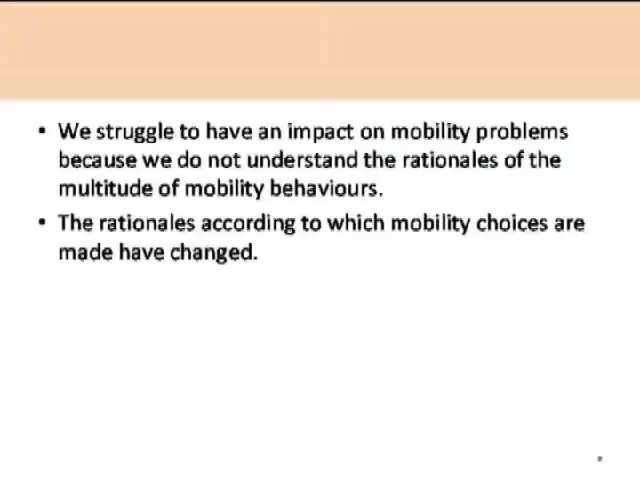 • We struggle to have an impact on mobility problems
because we do not understand the rationales of the
multitude of mobility behaviours.
• The rationales according to which mobility choices are
made have changed.